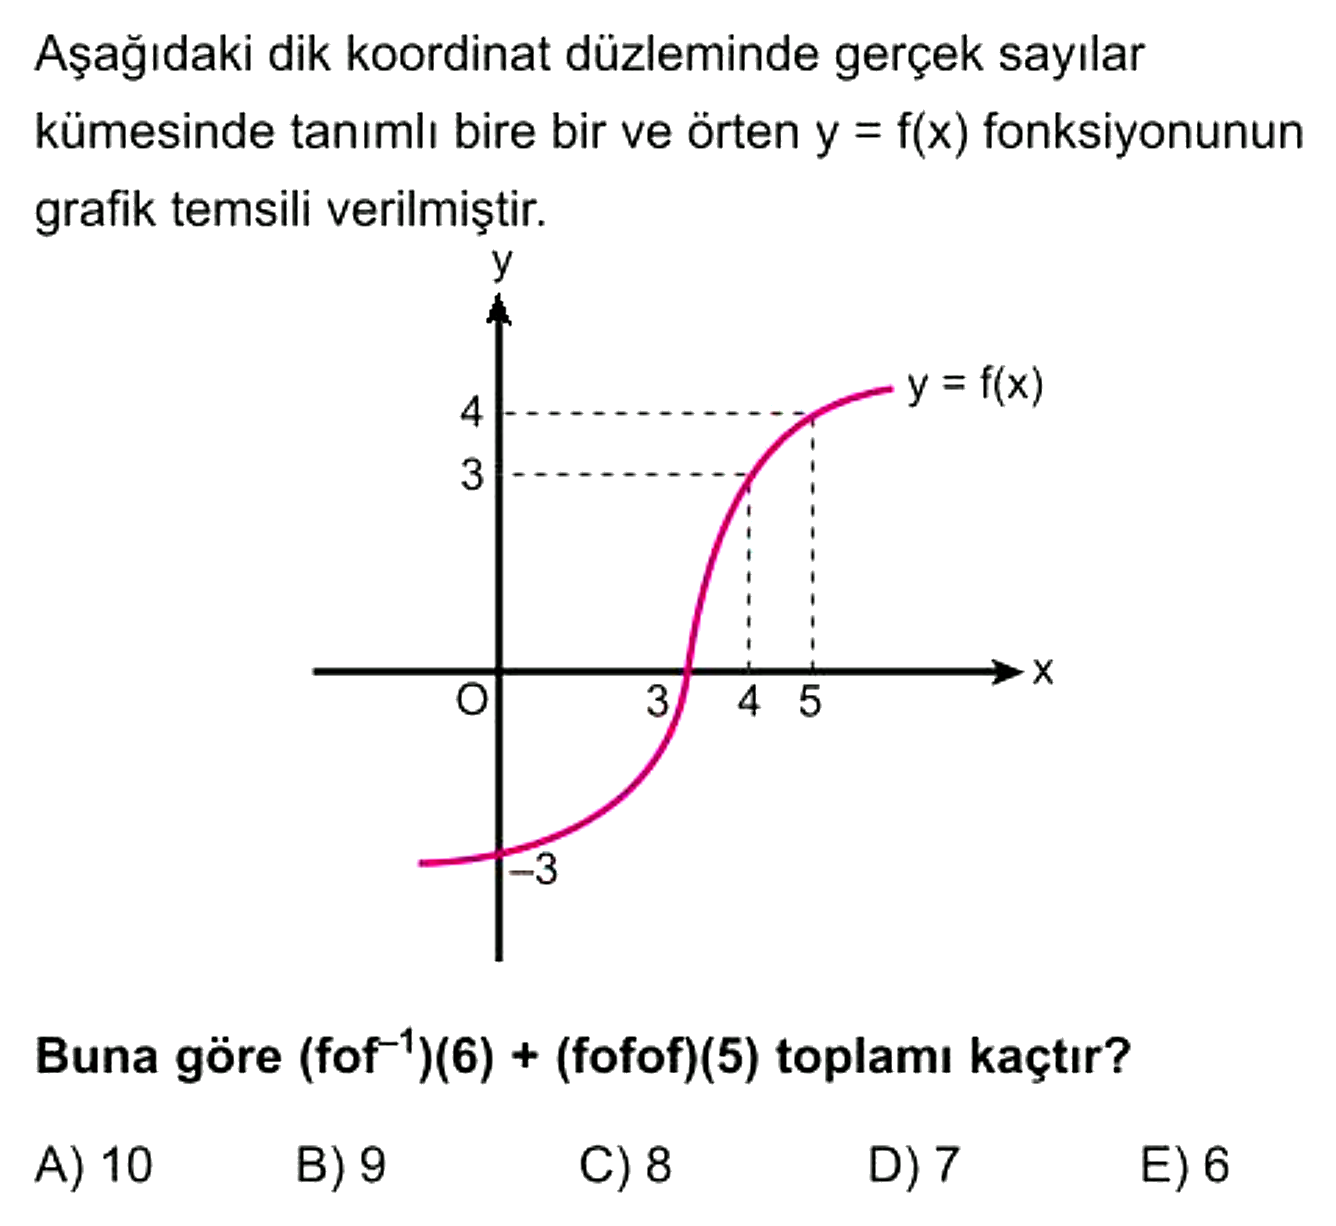 Aşağıdaki dik koordinat düzleminde gerçek sayılar
kümesinde tanımlı bire bir ve örten y = f(x) fonksiyonunun
grafik temsili verilmiştir.
y
y = f(x)
4
3
x
O
3
4
5
–3
Buna göre (fof⁻¹)(6) + (fofof)(5) toplamı kaçtır?
A) 10 B) 9 C) 8 D) 7 E) 6